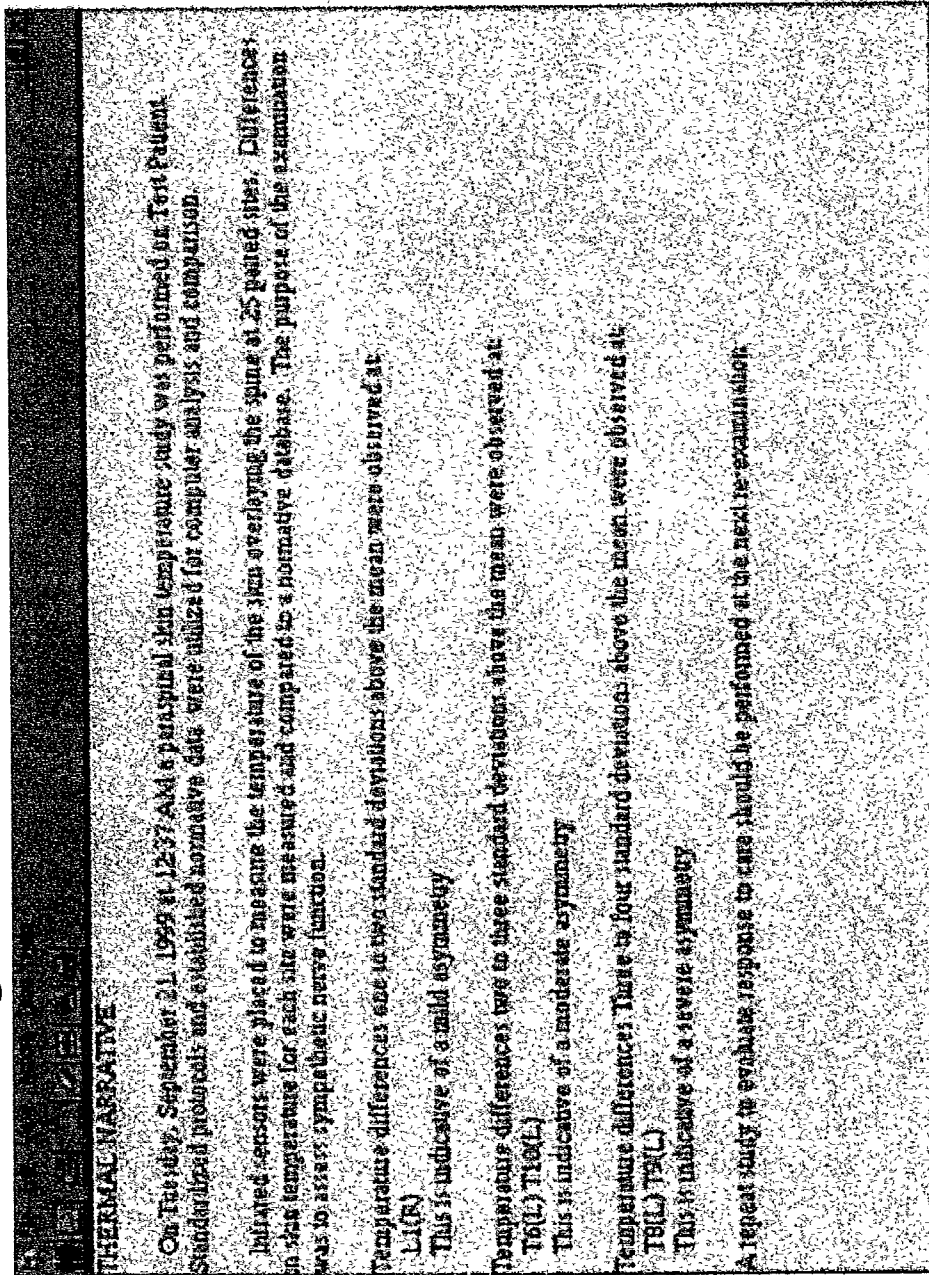 THERMAL NARRATIVE
On Tuesday, September 21, 1999 at 12:37 AM a paraspinal skin temperature study was performed on Test Patient.
Standardized protocols and established normative data were utilized for computer analysis and comparison.
Infrared sensors were placed to measure the temperature of the skin overlaying the spine at 25 paired sites. Differences
in skin temperature for each site were measured and compared to a normative database. The purpose of the examination
was to assess sympathetic nerve function.
Temperature differences one to two standard deviations above the mean were observed at:
L1(R)
This is indicative of a mild asymmetry
Temperature differences two to three standard deviations above the mean were observed at:
T6(L) T10(L)
This is indicative of a moderate asymmetry
Temperature differences Three to four standard deviations above the mean were observed at:
T8(L) T9(L)
This is indicative of a severe asymmetry
A repeat study to evaluate response to care should be performed at the next re-examination